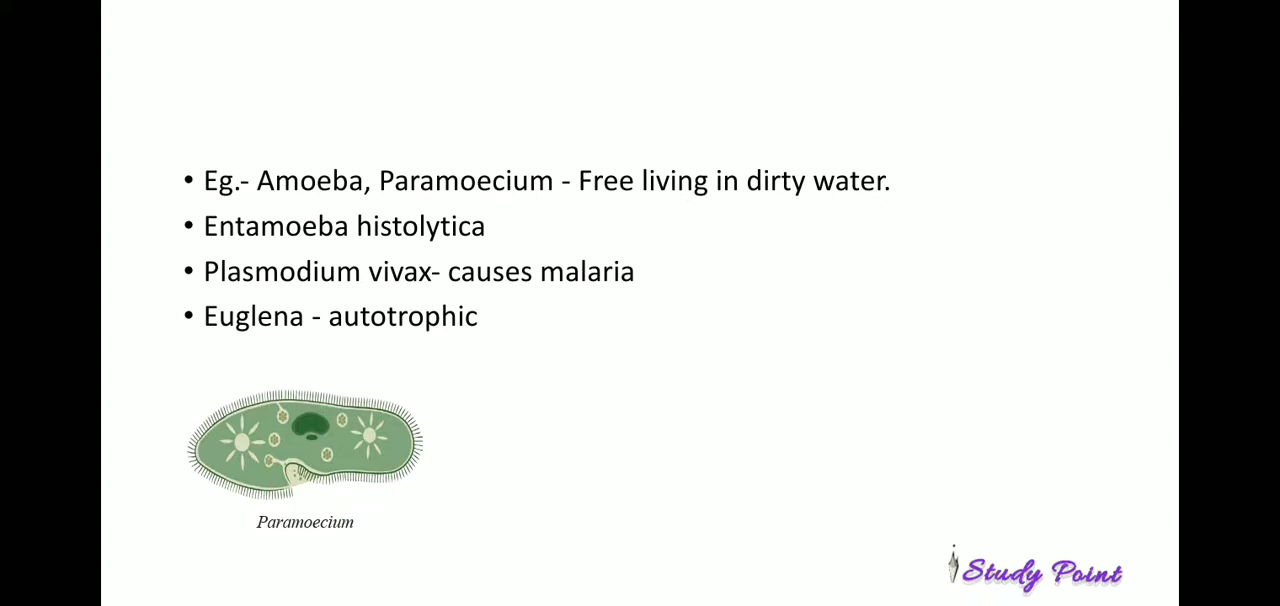 • Eg.- Amoeba, Paramoecium - Free living in dirty water.
• Entamoeba histolytica
• Plasmodium vivax- causes malaria
• Euglena - autotrophic
Paramoecium
Study Point